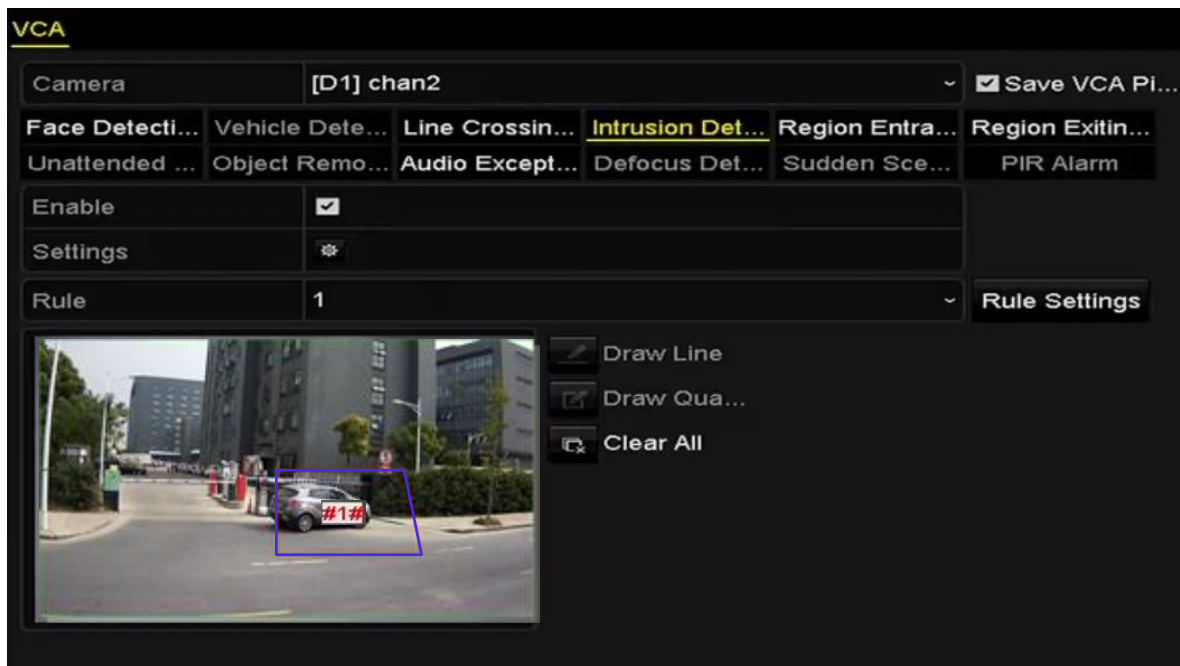 VCA
Camera [D1] chan2 Save VCA Pi...
Face Detecti... Vehicle Dete... Line Crossin... Intrusion Det... Region Entra... Region Exitin...
Unattended ... Object Remo... Audio Except... Defocus Det... Sudden Sce... PIR Alarm
Enable
Settings
Rule 1 Rule Settings
Draw Line
Draw Qua...
Clear All
#1#